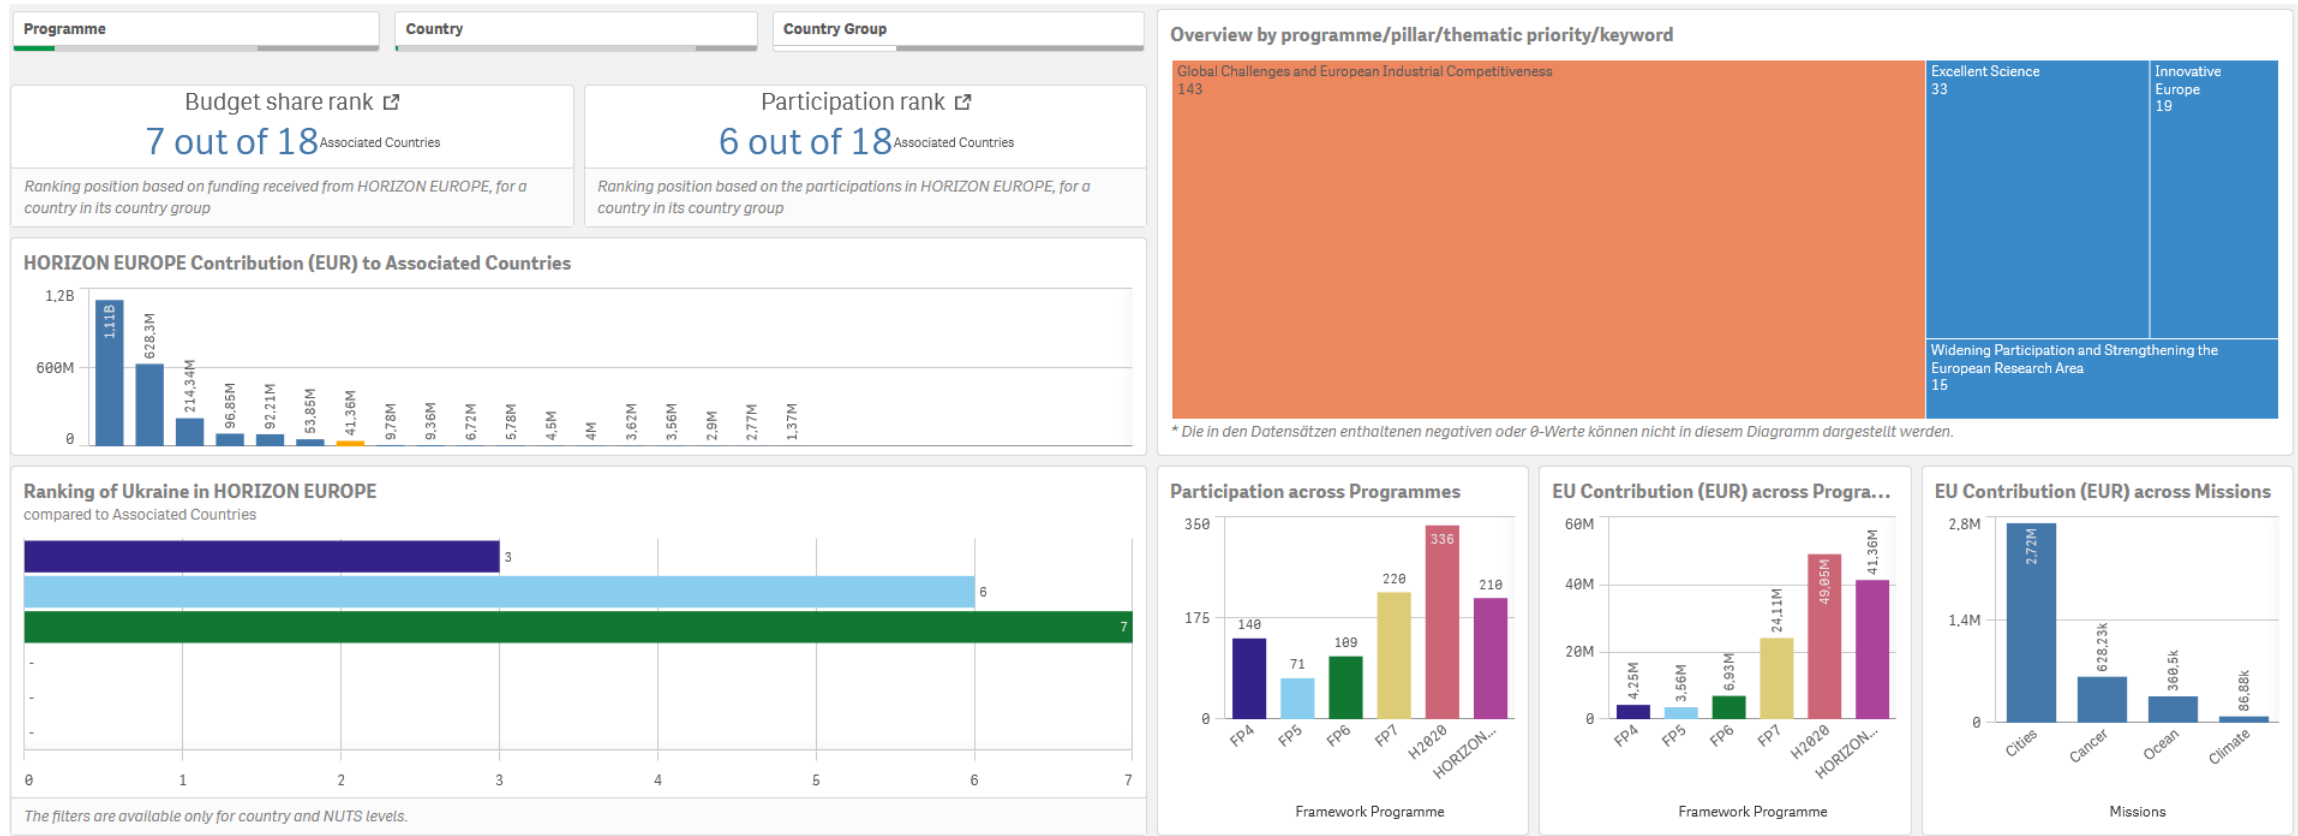 Programme
Country
Country Group
Budget share rank
7 out of 18 Associated Countries
Ranking position based on funding received from HORIZON EUROPE, for a
country in its country group
Participation rank
6 out of 18 Associated Countries
Ranking position based on the participations in HORIZON EUROPE, for a
country in its country group
HORIZON EUROPE Contribution (EUR) to Associated Countries
1,2B
600M
0
1,11B
628,3M
214,34M
96,85M
92,21M
53,85M
41,36M
9,78M
9,36M
6,72M
5,78M
4,5M
4M
3,62M
3,56M
2,9M
2,77M
1,37M
Ranking of Ukraine in HORIZON EUROPE
compared to Associated Countries
3
6
7
-
-
-
0 1 2 3 4 5 6 7
The filters are available only for country and NUTS levels.
Overview by programme/pillar/thematic priority/keyword
Global Challenges and European Industrial Competitiveness
143
Excellent Science
33
Innovative
Europe
19
Widening Participation and Strengthening the
European Research Area
15
* Die in den Datensätzen enthaltenen negativen oder 0-Werte können nicht in diesem Diagramm dargestellt werden.
Participation across Programmes
350
175
0
140
71
109
220
336
210
FP4
FP5
FP6
FP7
H2020
HORIZON...
Framework Programme
EU Contribution (EUR) across Progra...
60M
40M
20M
0
4,25M
3,56M
6,93M
24,11M
49,05M
41,36M
FP4
FP5
FP6
FP7
H2020
HORIZON...
Framework Programme
EU Contribution (EUR) across Missions
2,8M
1,4M
0
2,72M
628,23k
360,5k
86,88k
Cities
Cancer
Ocean
Climate
Missions